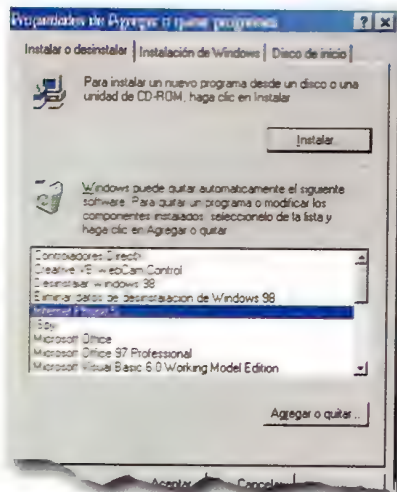 Propiedades de Agregar o quitar programas
Instalar o desinstalar Instalación de Windows Disco de inicio
Para instalar un nuevo programa desde un disco o una
unidad de CD-ROM, haga clic en Instalar
Instalar...
Windows puede quitar automaticamente el siguiente
software. Para quitar un programa o modificar los
componentes instalados, seleccionelo de la lista y
haga clic en Agregar o quitar
Controladores DirectX
Creative WebCam Control
Desinstalar Windows 98
Eliminar datos de desinstalación de Windows 98
Internet
Microsoft Office
Microsoft Office 97 Professional
Microsoft Visual Basic 6.0 Working Model Edition
Agregar o quitar...
Aceptar Cancelar